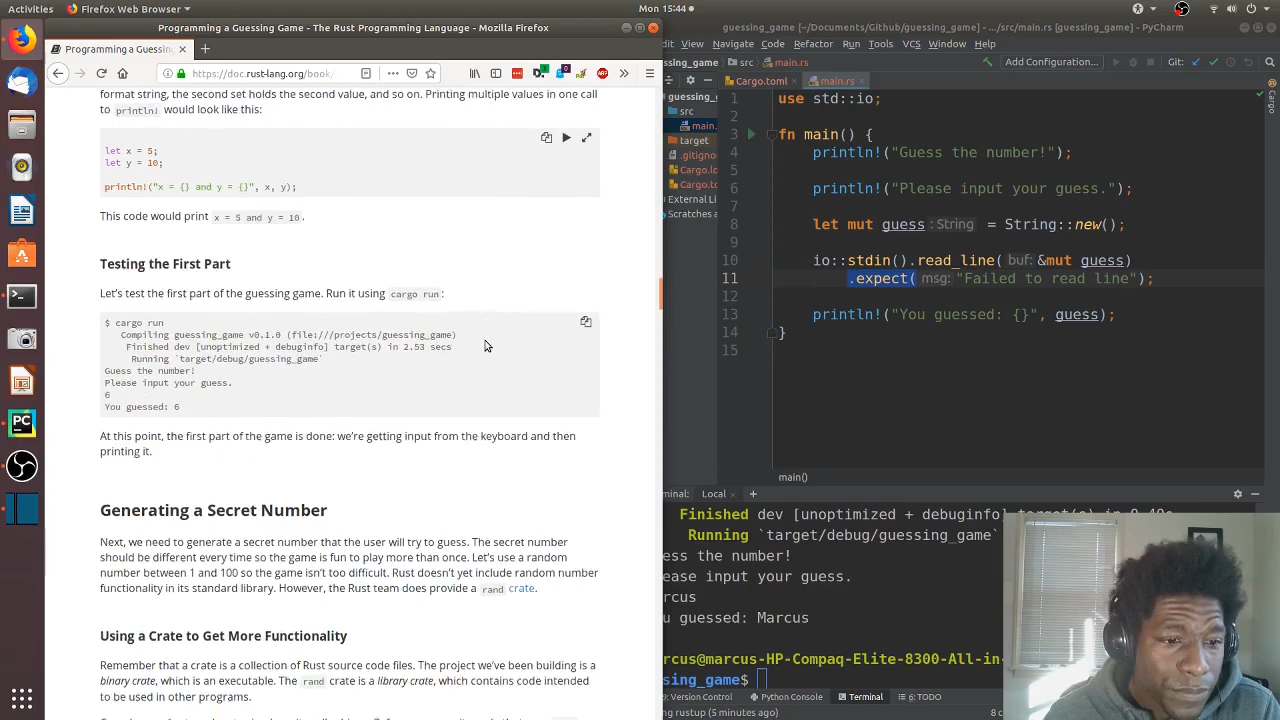 Activities
Firefox Web Browser
Mon 15:44
Programming a Guessing Game - The Rust Programming Language - Mozilla Firefox
Programming a Guessing
https://doc.rust-lang.org/book/
format string, the second set holds the second value, and so on. Printing multiple values in one call
to println! would look like this:
let x = 5;
let y = 10;
println!("x = {} and y = {}", x, y);
This code would print x = 5 and y = 10.
Testing the First Part
Let's test the first part of the guessing game. Run it using cargo run:
$ cargo run
Compiling guessing_game v0.1.0 (file:///projects/guessing_game)
Finished dev [unoptimized + debuginfo] target(s) in 2.53 secs
Running `target/debug/guessing_game`
Guess the number!
Please input your guess.
6
You guessed: 6
At this point, the first part of the game is done: we're getting input from the keyboard and then
printing it.
Generating a Secret Number
Next, we need to generate a secret number that the user will try to guess. The secret number
should be different every time so the game is fun to play more than once. Let's use a random
number between 1 and 100 so the game isn't too difficult. Rust doesn't yet include random number
functionality in its standard library. However, the Rust team does provide a rand crate.
Using a Crate to Get More Functionality
Remember that a crate is a collection of Rust source code files. The project we've been building is a
binary crate, which is an executable. The rand crate is a library crate, which contains code intended
to be used in other programs.
guessing_game [~/Documents/Github/guessing_game] - .../src/main.rs [guessing_game] - PyCharm
Navigate Code Refactor Run Tools VCS Window Help
src main.rs
Add Configuration...
Git:
Cargo.toml main.rs
src
main.
target
.gitigno
Cargo.lo
Cargo.to
External Li
Scratches a
Cargo
1 use std::io;
2
3 fn main() {
4 println!("Guess the number!");
5
6 println!("Please input your guess.");
7
8 let mut guess: String = String::new();
9
10 io::stdin().read_line( buf: &mut guess)
11 .expect( msg: "Failed to read line");
12
13 println!("You guessed: {}", guess);
14 }
15
main()
minal: Local
Finished dev [unoptimized + debuginfo] target(s) in 0.40s
Running `target/debug/guessing_game`
ess the number!
ease input your guess.
rcus
u guessed: Marcus
rcus@marcus-HP-Compaq-Elite-8300-All-in-
ssing_game$
9: Version Control Python Console Terminal 6: TODO
ng rustup (5 minutes ago)